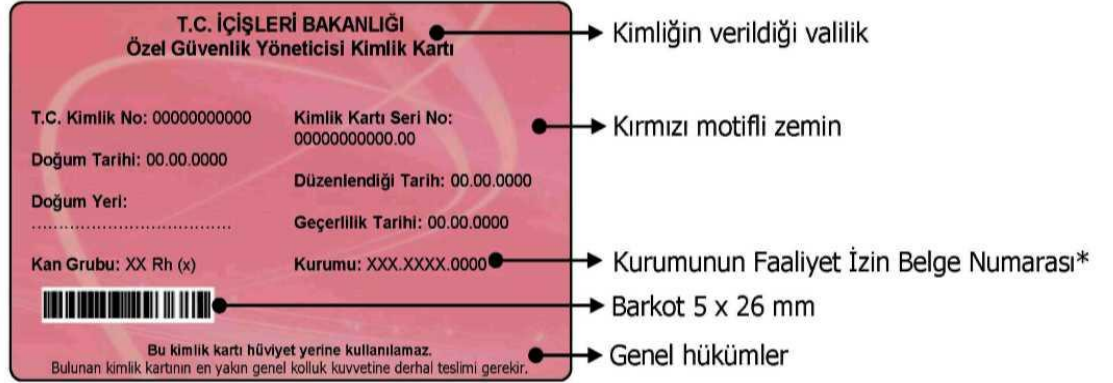 T.C. İÇİŞLERİ BAKANLIĞI
Özel Güvenlik Yöneticisi Kimlik Kartı
T.C. Kimlik No: 00000000000
Doğum Tarihi: 00.00.0000
Doğum Yeri:
.....................................
Kan Grubu: XX Rh (x)
Kimlik Kartı Seri No:
00000000000.00
Düzenlendiği Tarih: 00.00.0000
Geçerlilik Tarihi: 00.00.0000
Kurumu: XXX.XXXX.0000
Bu kimlik kartı hüviyet yerine kullanılamaz.
Bulunan kimlik kartının en yakın genel kolluk kuvvetine derhal teslimi gerekir.
Kimliğin verildiği valilik
Kırmızı motifli zemin
Kurumunun Faaliyet İzin Belge Numarası*
Barkot 5 x 26 mm
Genel hükümler